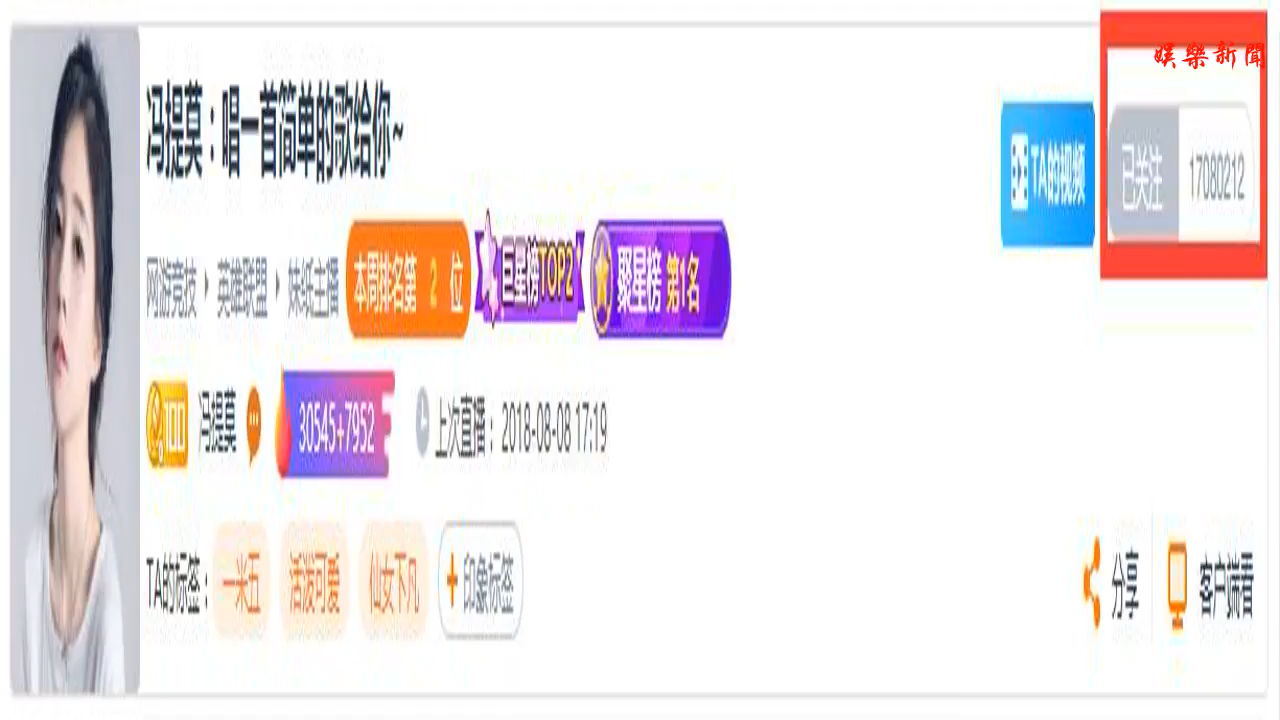 娱樂新聞
冯提莫：唱一首简单的歌给你~
TA的视频
已关注 17080212
网游竞技 英雄联盟 妹纸主播 本周排名第 2 位 巨星榜TOP2 聚星榜 第1名
100 冯提莫 30545+7952 上次直播：2018-08-08 17:19
TA的标签： 一米五 活泼可爱 仙女下凡 + 印象标签
分享 客户端看